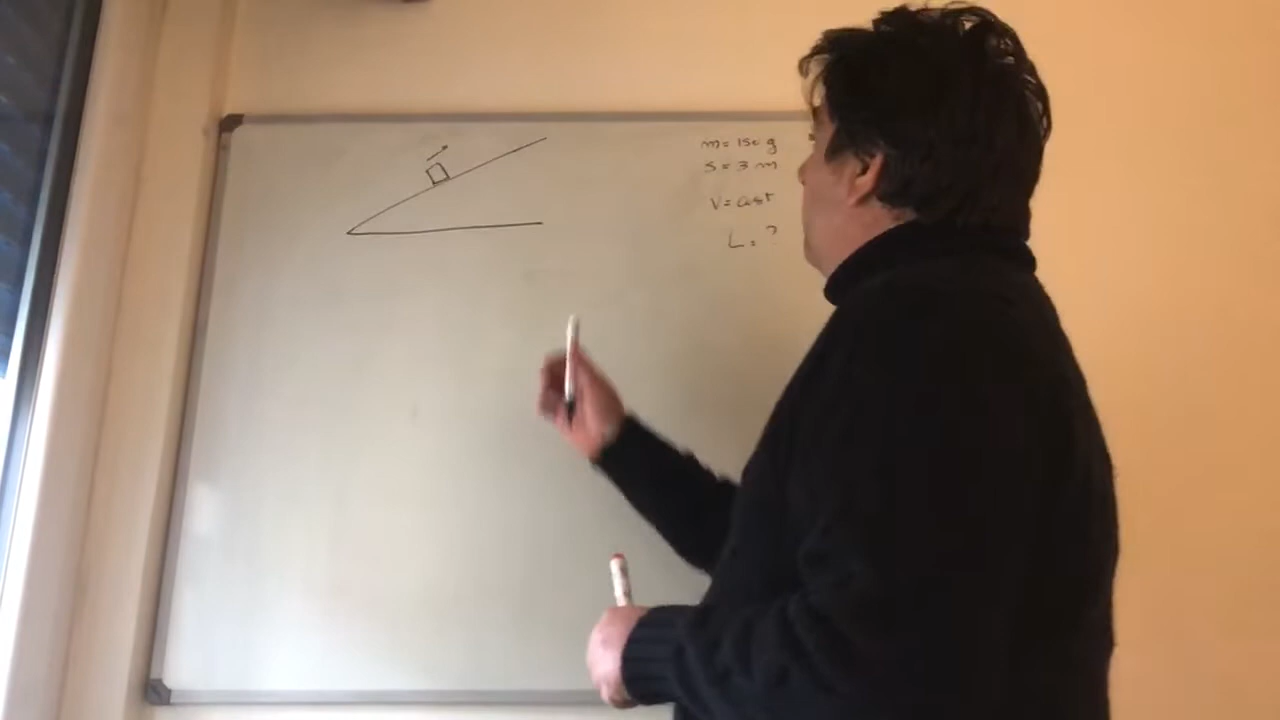 m = 150 g
S = 3 m
V = cost
L = ?